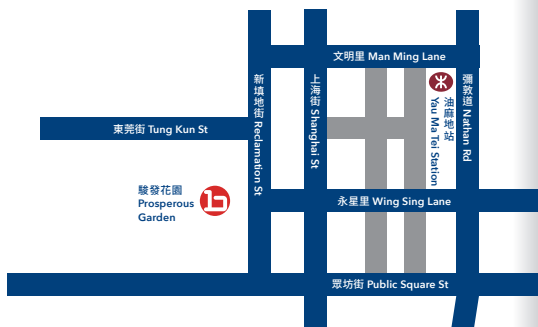 文明里 Man Ming Lane
新填地街 Reclamation St
上海街 Shanghai St
油麻地站
Yau Ma Tei Station
彌敦道 Nathan Rd
東莞街 Tung Kun St
駿發花園
Prosperous
Garden
永星里 Wing Sing Lane
眾坊街 Public Square St